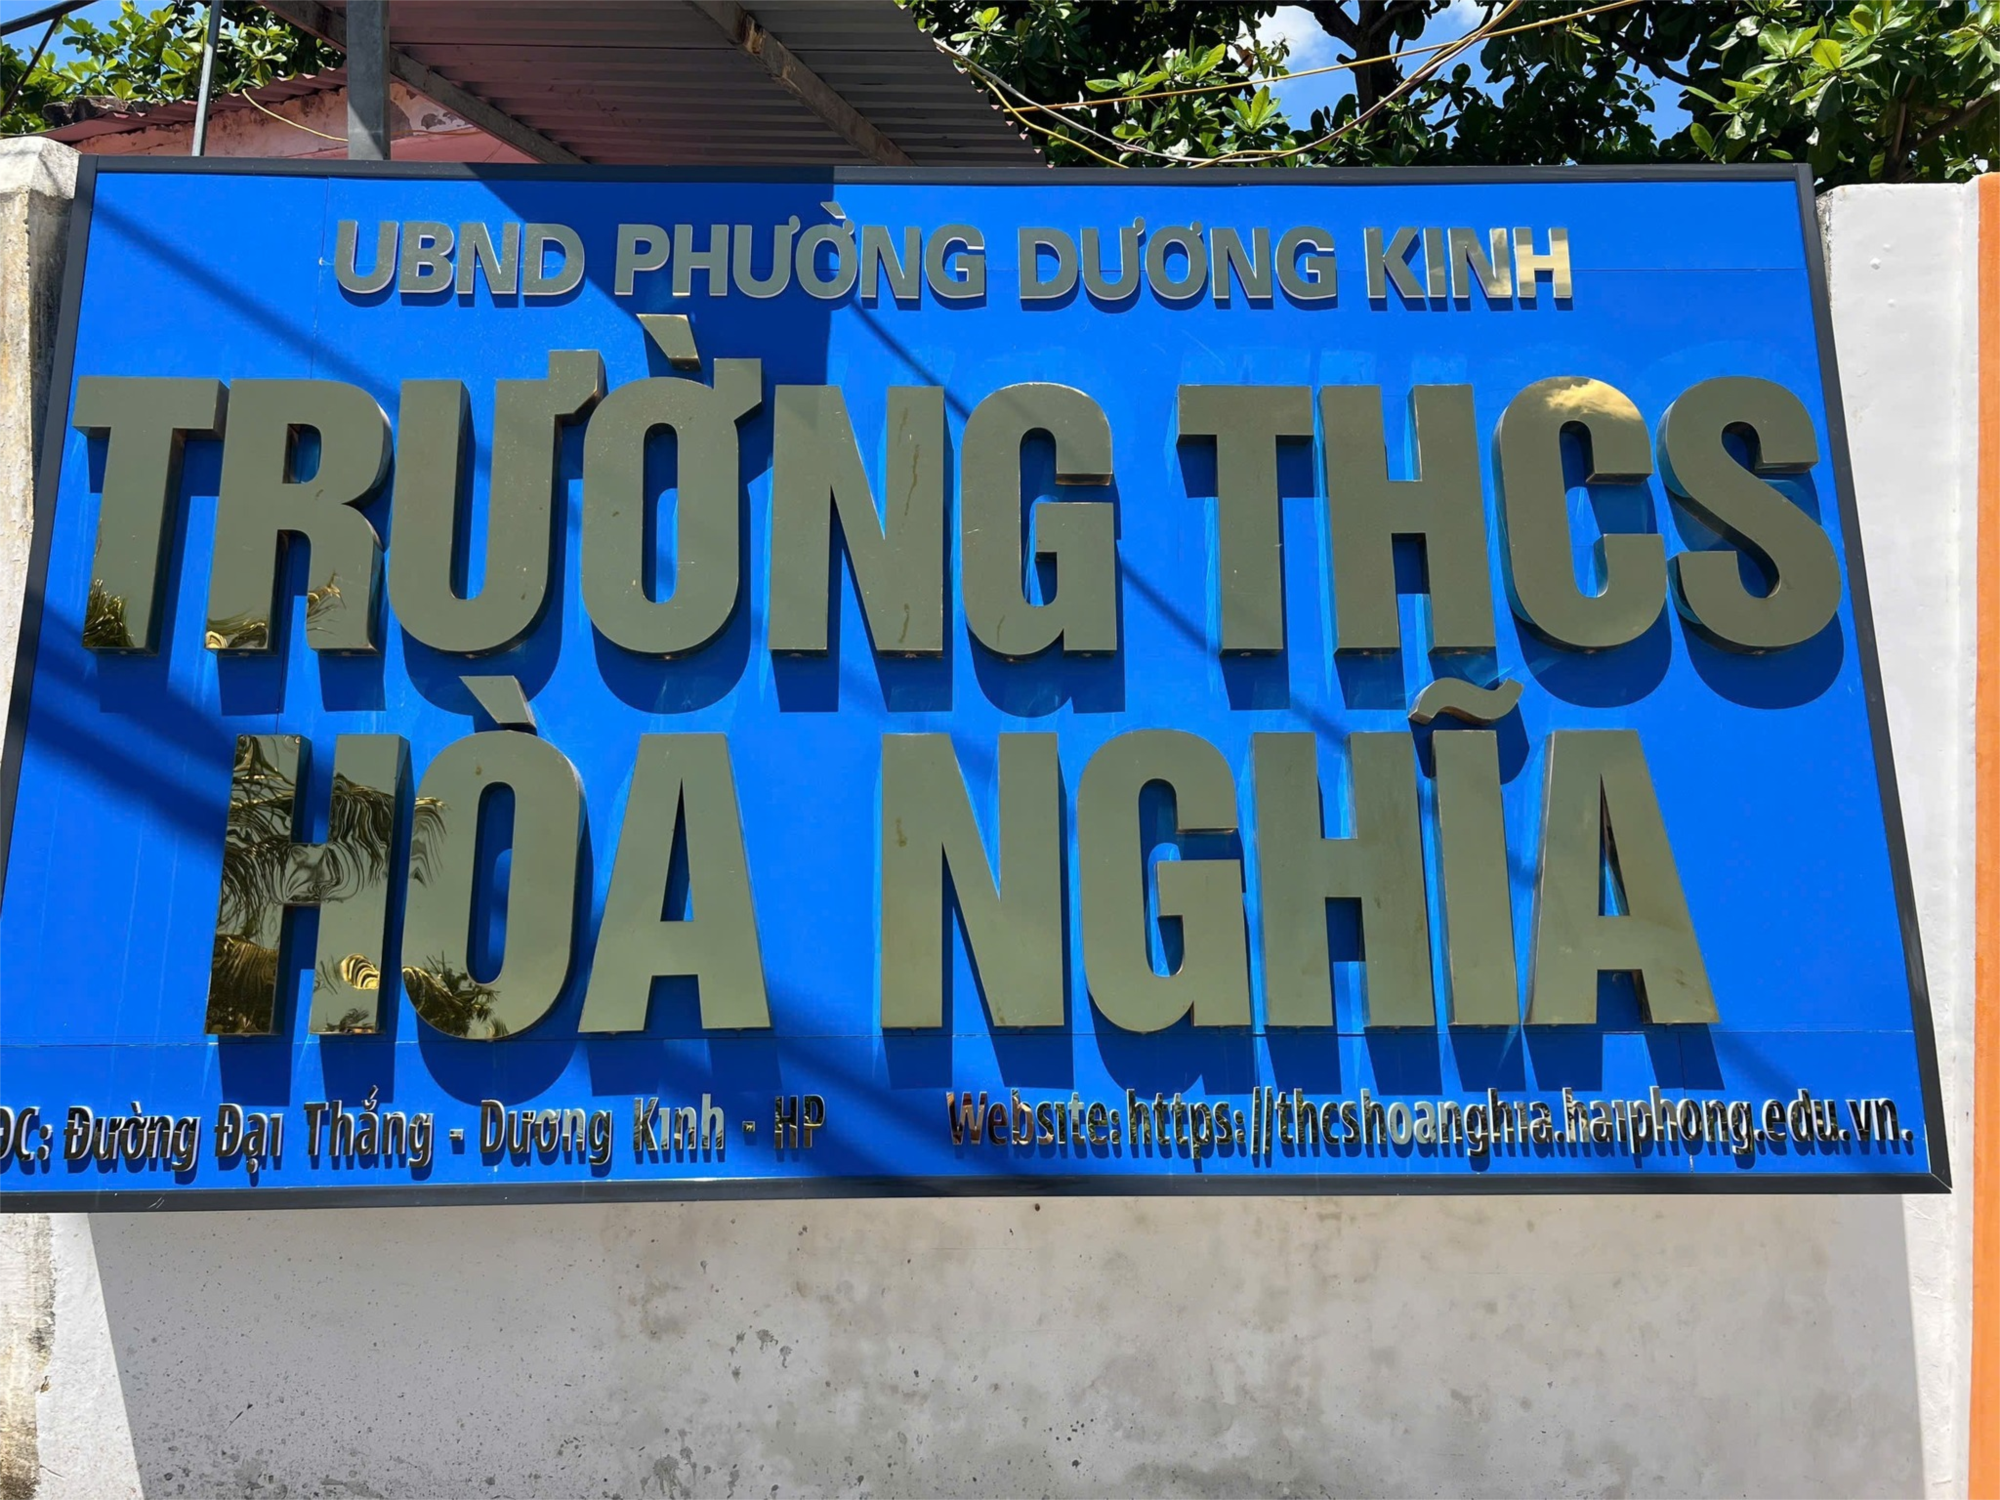 UBND PHƯỜNG DƯƠNG KINH
TRƯỜNG THCS
HÒA NGHĨA
ĐC: Đường Đại Thắng - Dương Kinh - HP Website: https://thcshoanghia.haiphong.edu.vn.